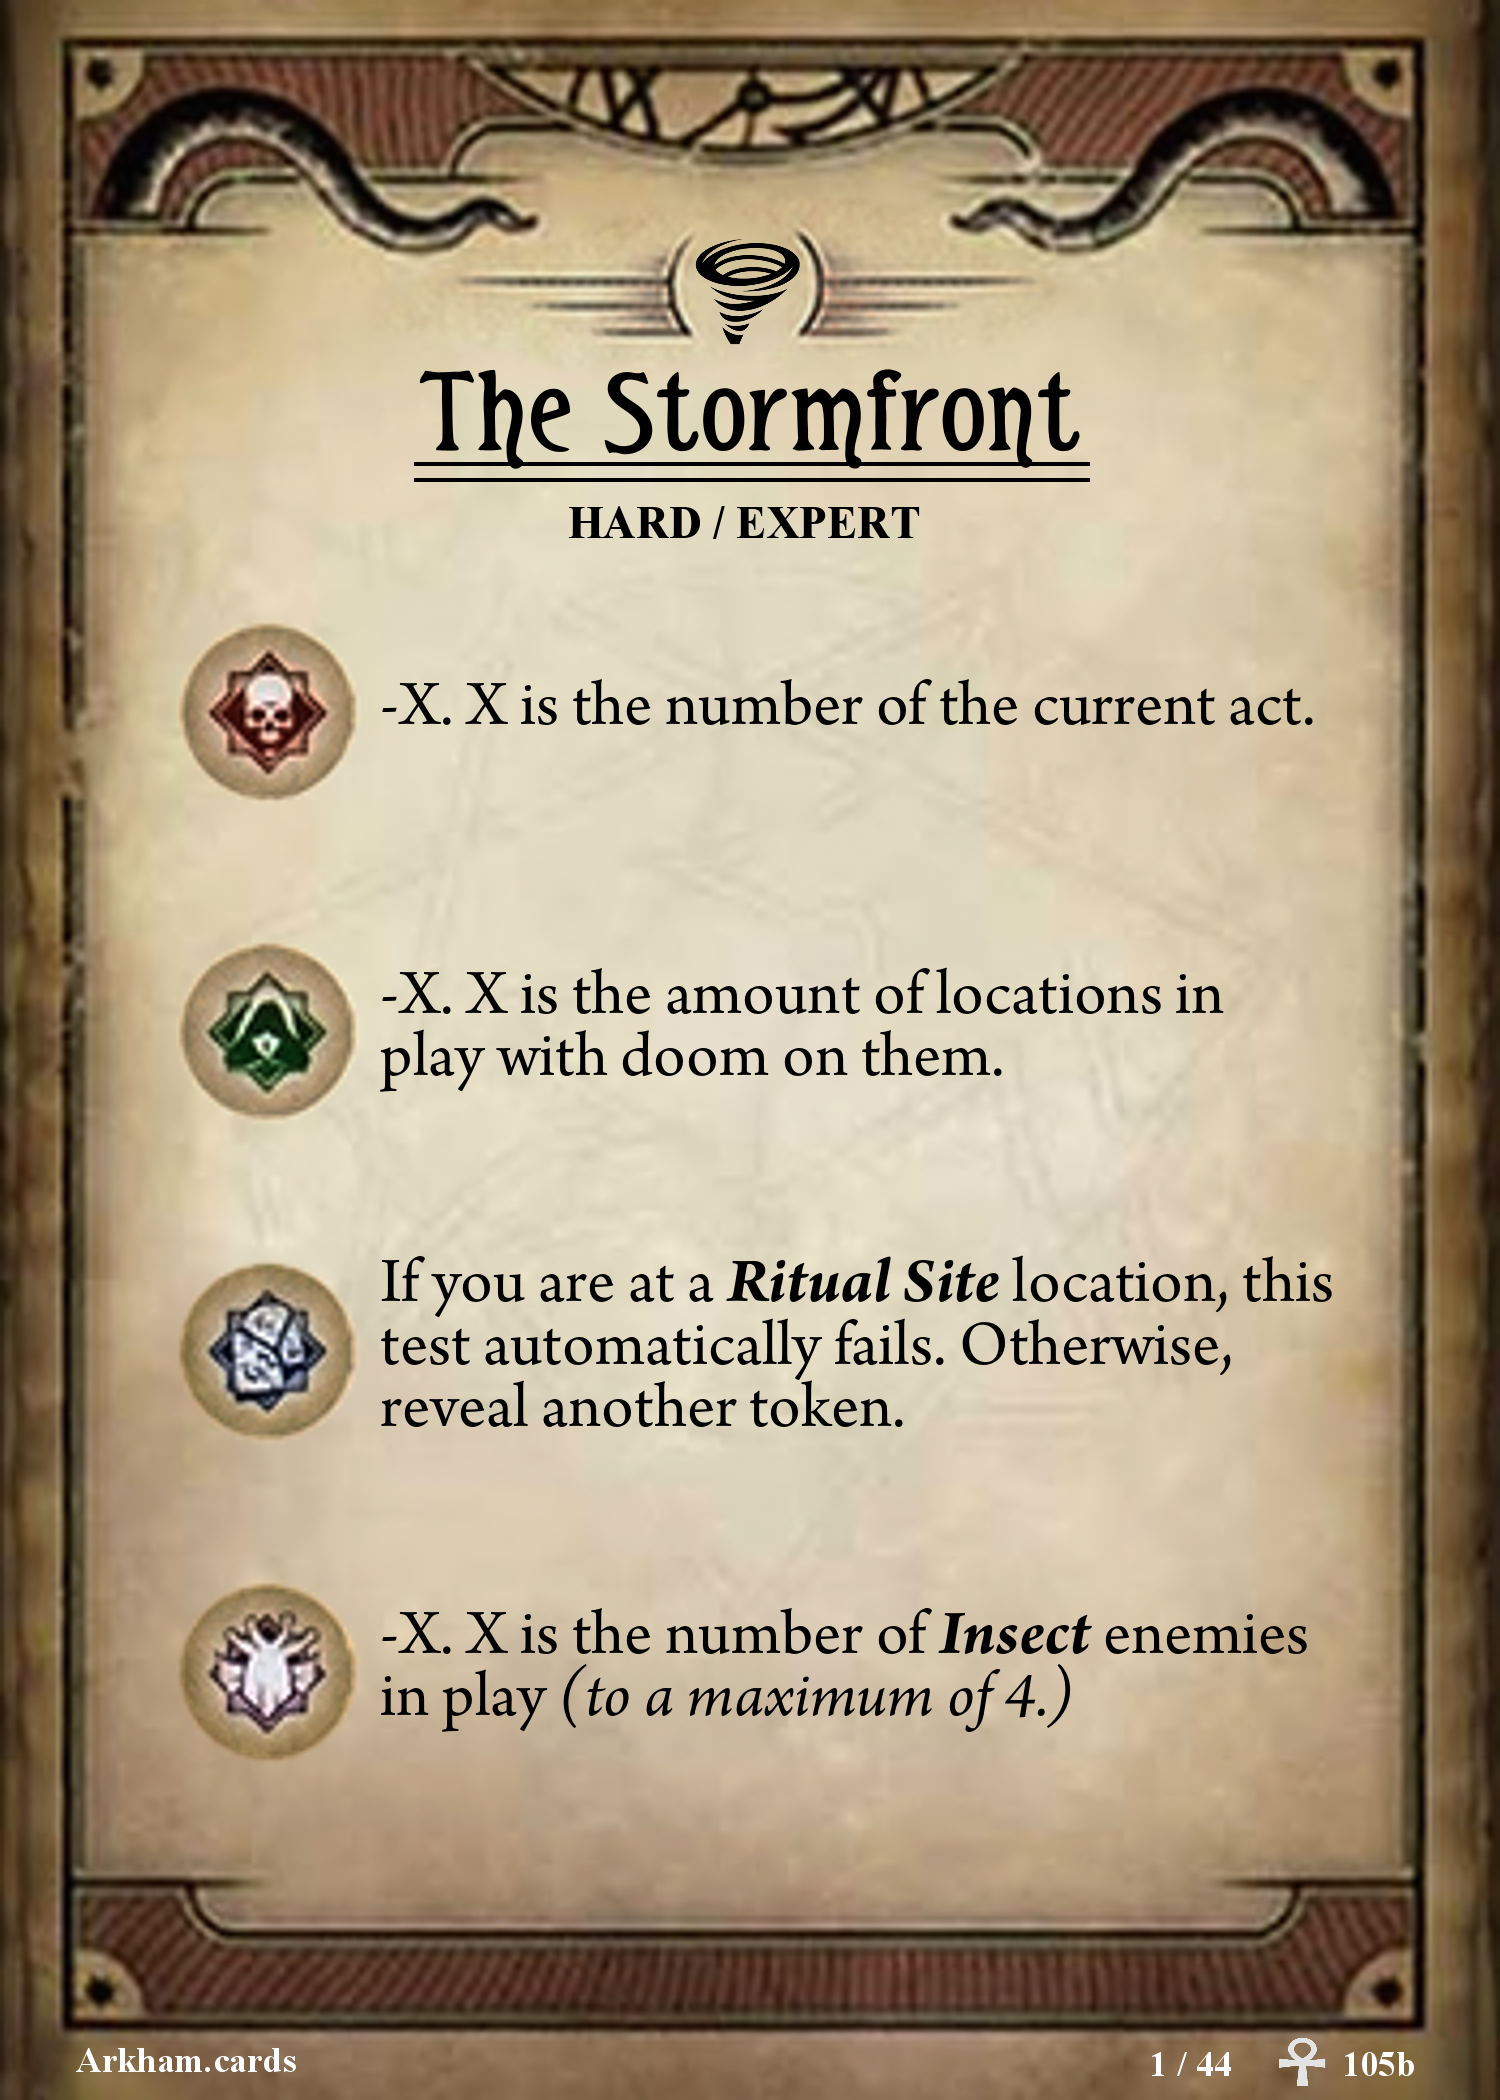 The Stormfront
HARD / EXPERT
-X. X is the number of the current act.
-X. X is the amount of locations in
play with doom on them.
If you are at a Ritual Site location, this
test automatically fails. Otherwise,
reveal another token.
-X. X is the number of Insect enemies
in play (to a maximum of 4.)
Arkham.cards
1 / 44
105b